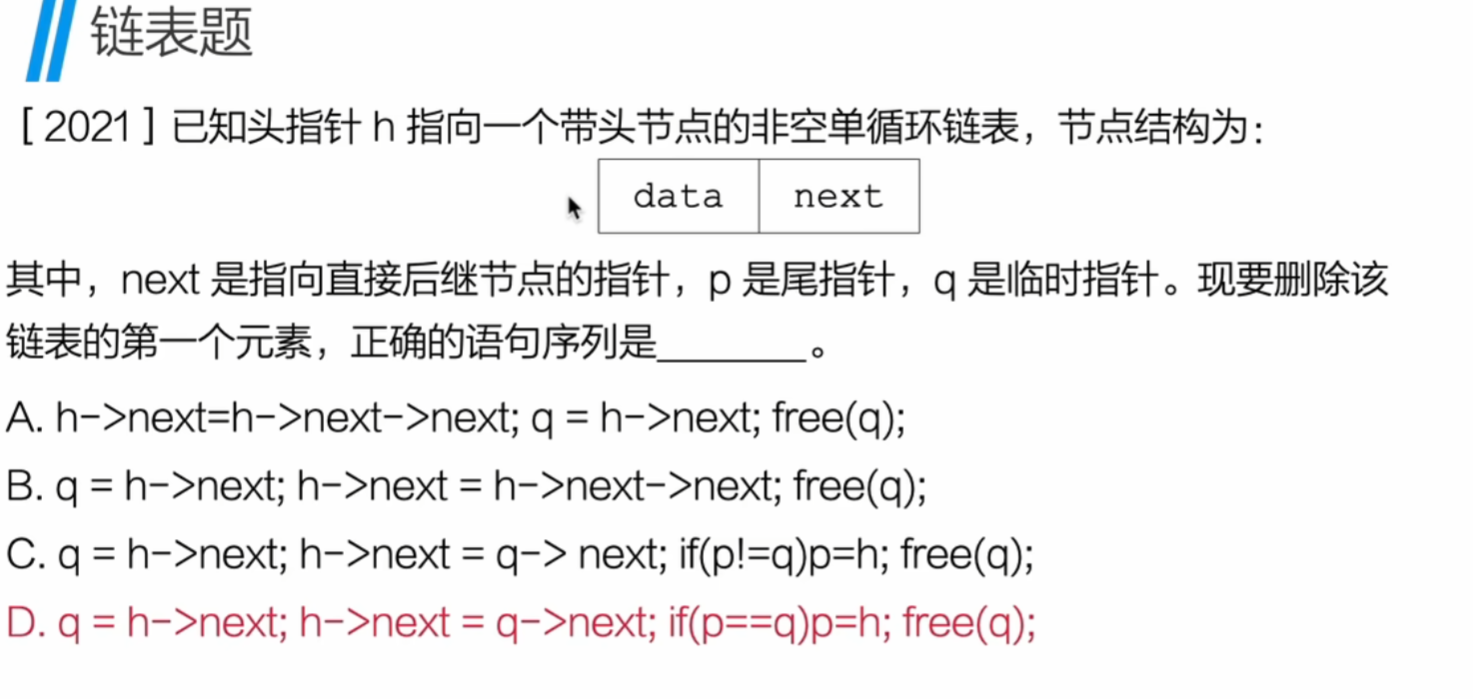 链表题
[ 2021 ] 已知头指针 h 指向一个带头节点的非空单循环链表，节点结构为：
data next
其中，next 是指向直接后继节点的指针，p 是尾指针，q 是临时指针。现要删除该
链表的第一个元素，正确的语句序列是________。
A. h->next=h->next->next; q = h->next; free(q);
B. q = h->next; h->next = h->next->next; free(q);
C. q = h->next; h->next = q-> next; if(p!=q)p=h; free(q);
D. q = h->next; h->next = q->next; if(p==q)p=h; free(q);